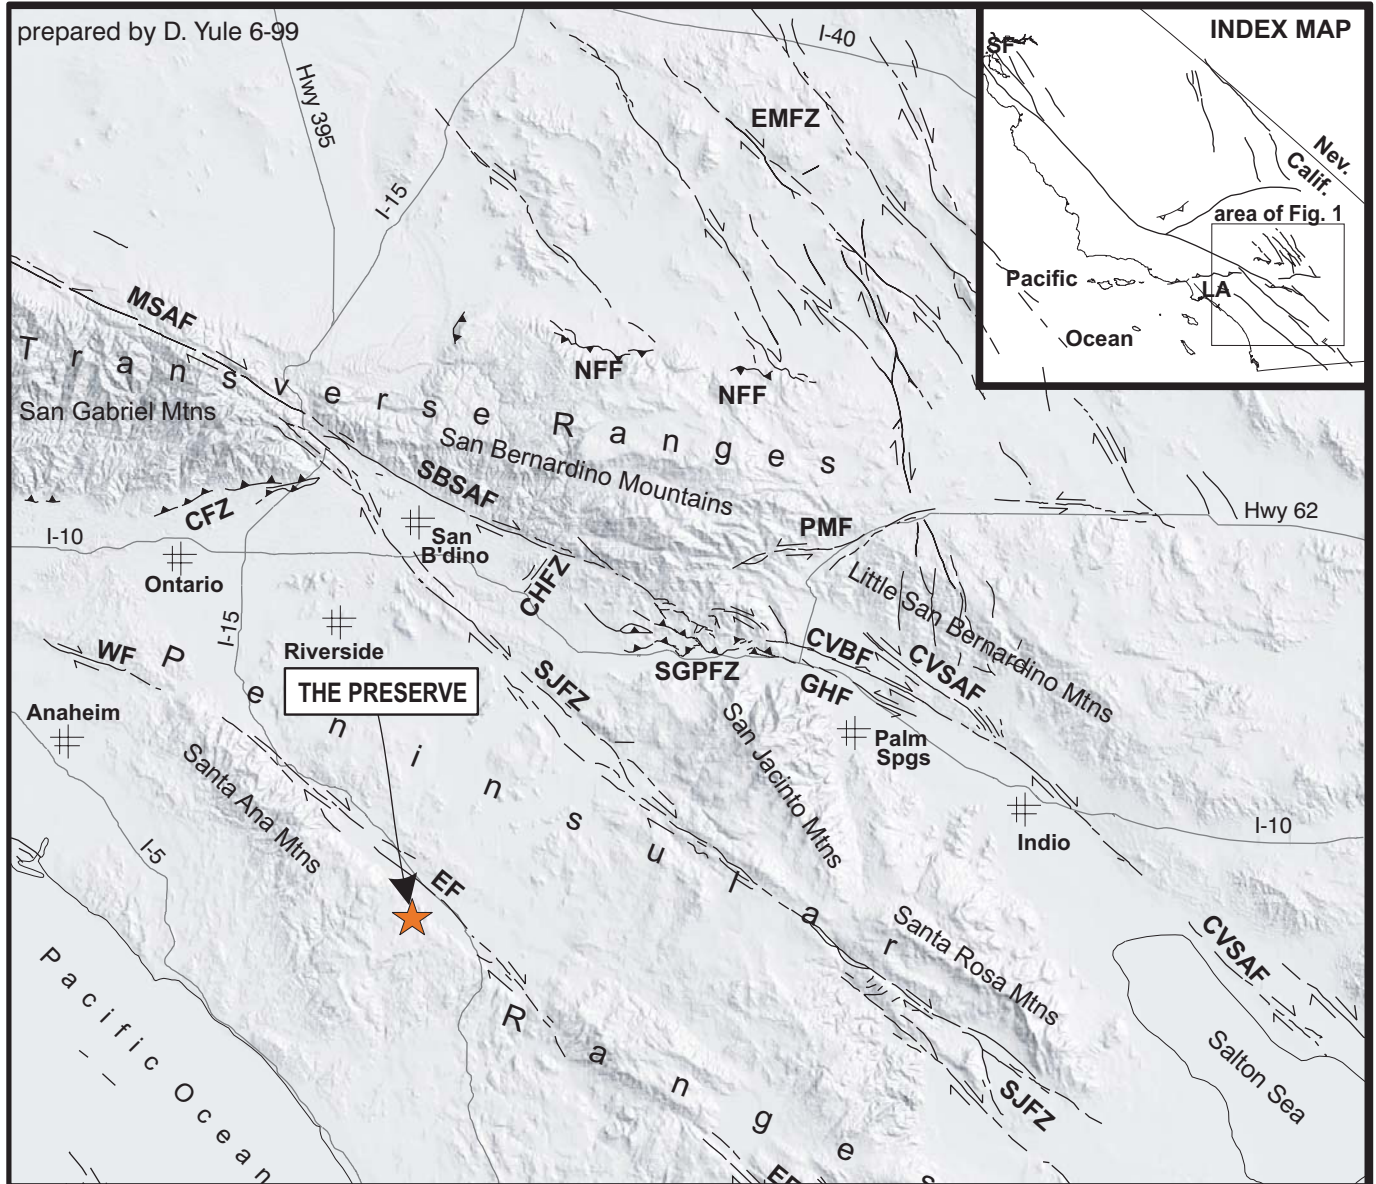 prepared by D. Yule 6-99
Hwy 395
I-15
I-40
EMFZ
INDEX MAP
SF
Nev.
Calif.
area of Fig. 1
Pacific
Ocean
LA
MSAF
Transverse Ranges
San Gabriel Mtns
NFF
NFF
San Bernardino Mountains
SBSAF
CFZ
PMF
Hwy 62
I-10
San
B'dino
Ontario
CHFZ
Little San Bernardino Mtns
I-15
Riverside
WF
THE PRESERVE
SJFZ
SGPFZ
CVBF
CVSAF
GHF
Anaheim
Palm
Spgs
Peninsular
Ranges
Santa Ana Mtns
San Jacinto Mtns
Indio
I-10
I-5
EF
Santa Rosa Mtns
CVSAF
Pacific Ocean
Salton Sea
SJFZ